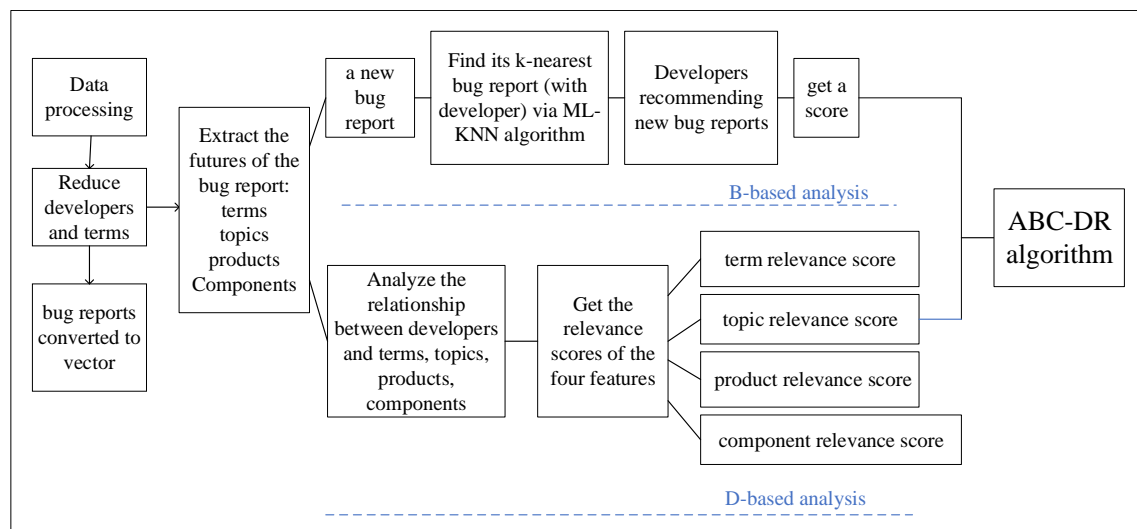 Data
processing
Reduce
developers
and terms
bug reports
converted to
vector
Extract the
futures of the
bug report:
terms
topics
products
Components
a new
bug
report
Find its k-nearest
bug report (with
developer) via ML-
KNN algorithm
Developers
recommending
new bug reports
get a
score
B-based analysis
Analyze the
relationship
between developers
and terms, topics,
products,
components
Get the
relevance
scores of the
four features
term relevance score
topic relevance score
product relevance score
component relevance score
D-based analysis
ABC-DR
algorithm